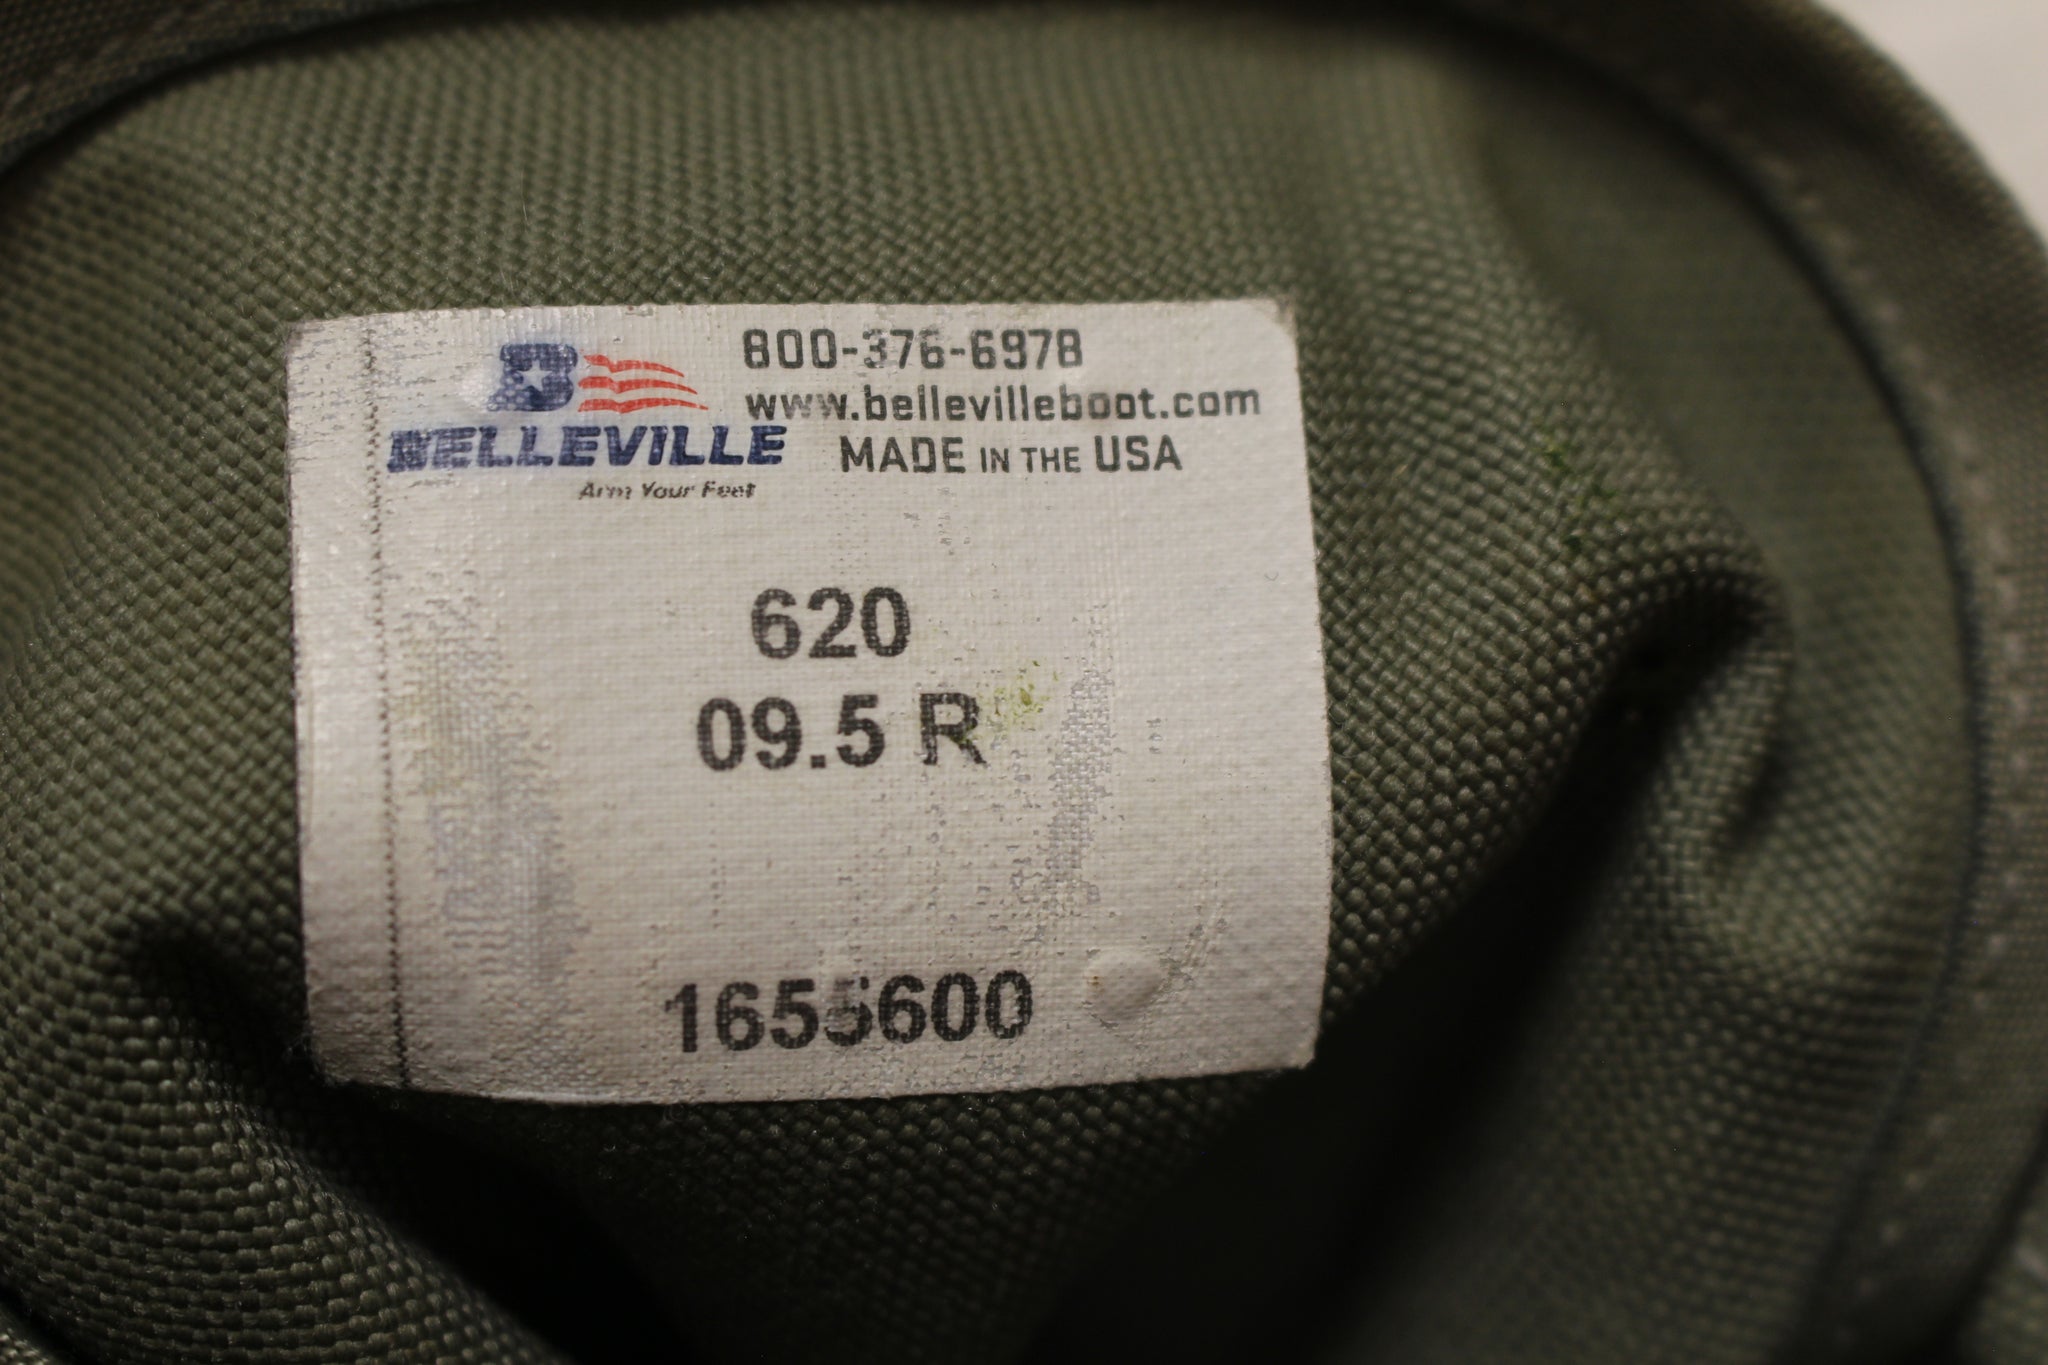 B
BELLEVILLE
Arm Your Feet
800-376-6978
www.bellevilleboot.com
MADE IN THE USA
620
09.5 R
1655600